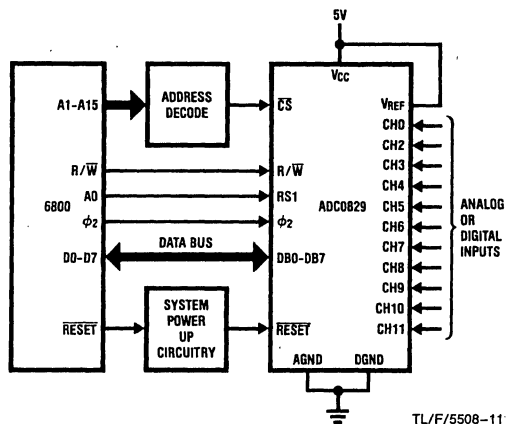 5V
VCC
A1-A15
ADDRESS
DECODE
CS
VREF
CH0
CH2
CH3
CH4
CH5
CH6
CH7
CH8
CH9
CH10
CH11
R/W
R/W
A0
RS1
6800
ADC0829
ϕ2
ϕ2
DATA BUS
D0-D7
DB0-DB7
ANALOG
OR
DIGITAL
INPUTS
RESET
SYSTEM
POWER
UP
CIRCUITRY
RESET
AGND
DGND
TL/F/5508-11